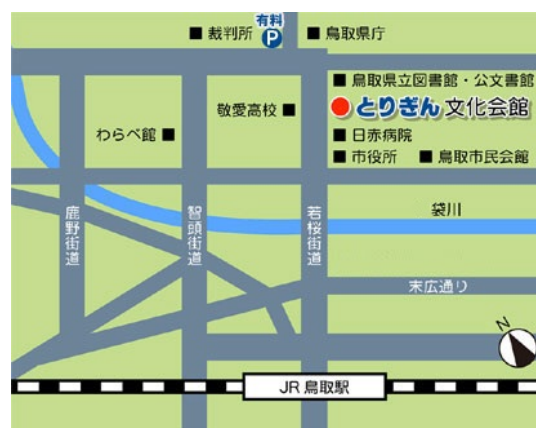 有料
P
■ 裁判所
■ 鳥取県庁
■ 鳥取県立図書館・公文書館
敬愛高校 ■
●とりぎん文化会館
わらべ館 ■
■ 日赤病院
■ 市役所 ■ 鳥取市民会館
鹿野街道
智頭街道
若桜街道
袋川
末広通り
N
JR 鳥取駅